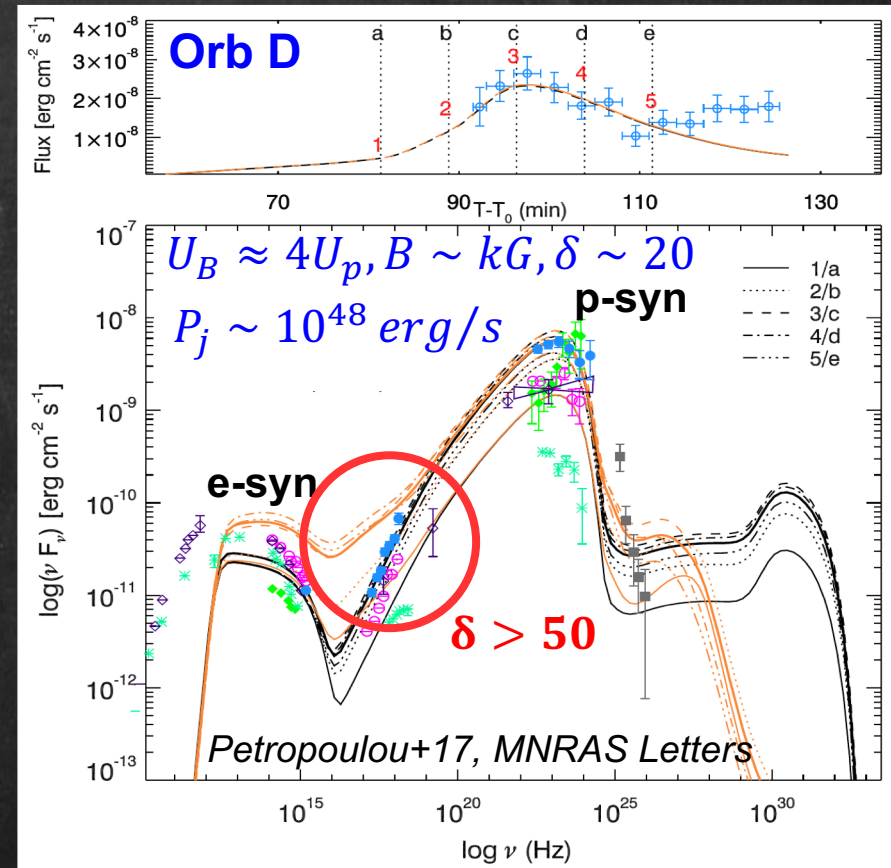 a b c d e
Orb D
Flux [erg cm⁻² s⁻¹]
4×10⁻⁸
3×10⁻⁸
2×10⁻⁸
1×10⁻⁸
1 2 3 4 5
70 90 110 130
T-T₀ (min)
log(ν Fν) [erg cm⁻² s⁻¹]
10⁻⁷
10⁻⁸
10⁻⁹
10⁻¹⁰
10⁻¹¹
10⁻¹²
10⁻¹³
U_B ≈ 4U_p, B ~ kG, δ ~ 20
P_j ~ 10⁴⁸ erg/s
p-syn
1/a
2/b
3/c
4/d
5/e
e-syn
δ > 50
Petropoulou+17, MNRAS Letters
10¹⁵ 10²⁰ 10²⁵ 10³⁰
log ν (Hz)